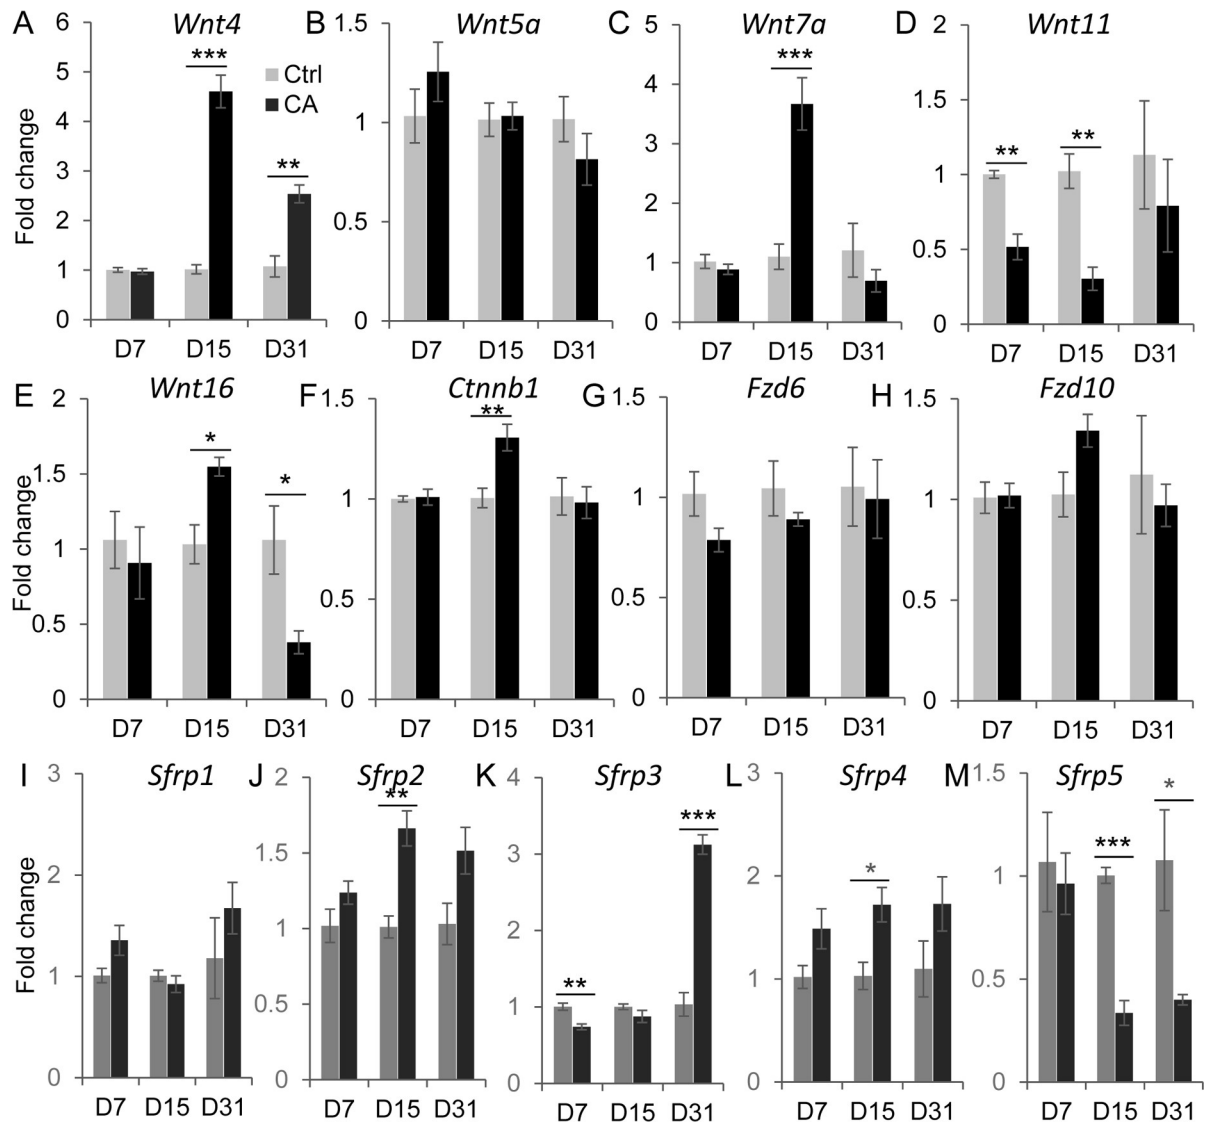 A Wnt4
6
5
4
3
2
1
0
Fold change
***
**
Ctrl
CA
D7 D15 D31
B Wnt5a
1.5
1
0.5
0
D7 D15 D31
C Wnt7a
5
4
3
2
1
0
***
D7 D15 D31
D Wnt11
2
1.5
1
0.5
0
**
**
D7 D15 D31
E Wnt16
2
1.5
1
0.5
0
Fold change
*
*
D7 D15 D31
F Ctnnb1
1.5
1
0.5
0
**
D7 D15 D31
G Fzd6
1.5
1
0.5
0
D7 D15 D31
H Fzd10
1.5
1
0.5
0
D7 D15 D31
I Sfrp1
3
2
1
0
Fold change
D7 D15 D31
J Sfrp2
2
1.5
1
0.5
0
**
D7 D15 D31
K Sfrp3
4
3
2
1
0
**
***
D7 D15 D31
L Sfrp4
3
2
1
0
*
D7 D15 D31
M Sfrp5
1.5
1
0.5
0
***
*
D7 D15 D31